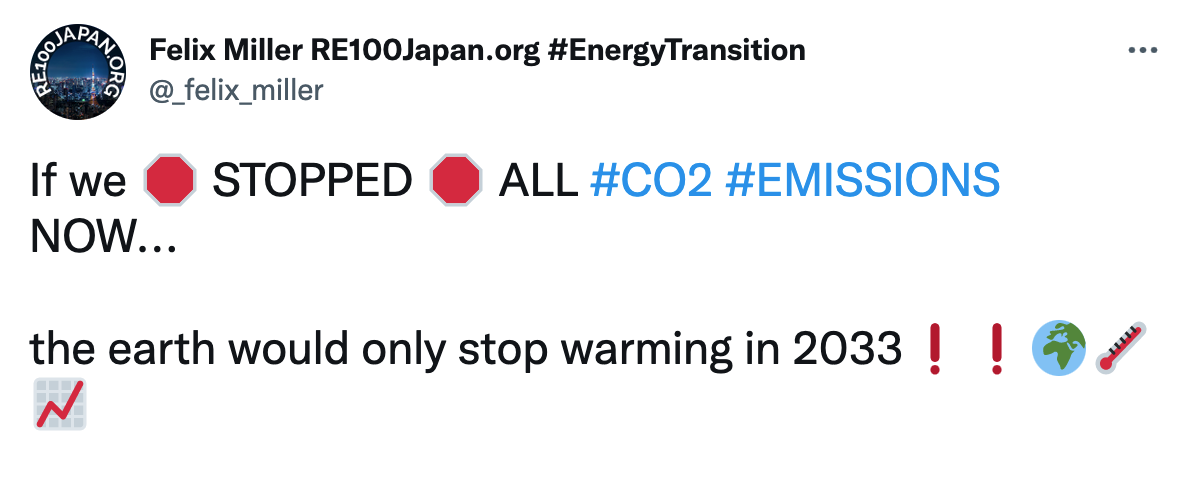 RE100JAPAN.ORG
Felix Miller RE100Japan.org #EnergyTransition
@_felix_miller
If we 🛑 STOPPED 🛑 ALL #CO2 #EMISSIONS
NOW...
the earth would only stop warming in 2033❗❗🌍🌡️
📈